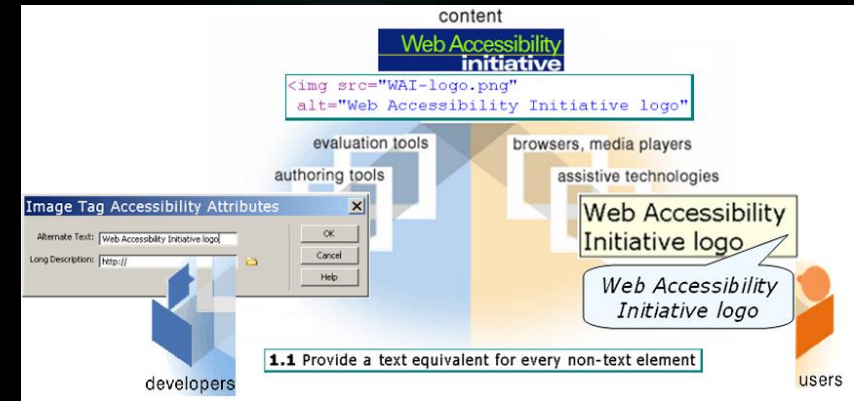 content
Web Accessibility
initiative
<img src="WAI-logo.png"
alt="Web Accessibility Initiative logo"
evaluation tools
browsers, media players
authoring tools
assistive technologies
Image Tag Accessibility Attributes
Alternate Text: Web Accessibility Initiative logo
OK
Long Description: http://
Cancel
Help
Web Accessibility
Initiative logo
Web Accessibility
Initiative logo
1.1 Provide a text equivalent for every non-text element
developers
users